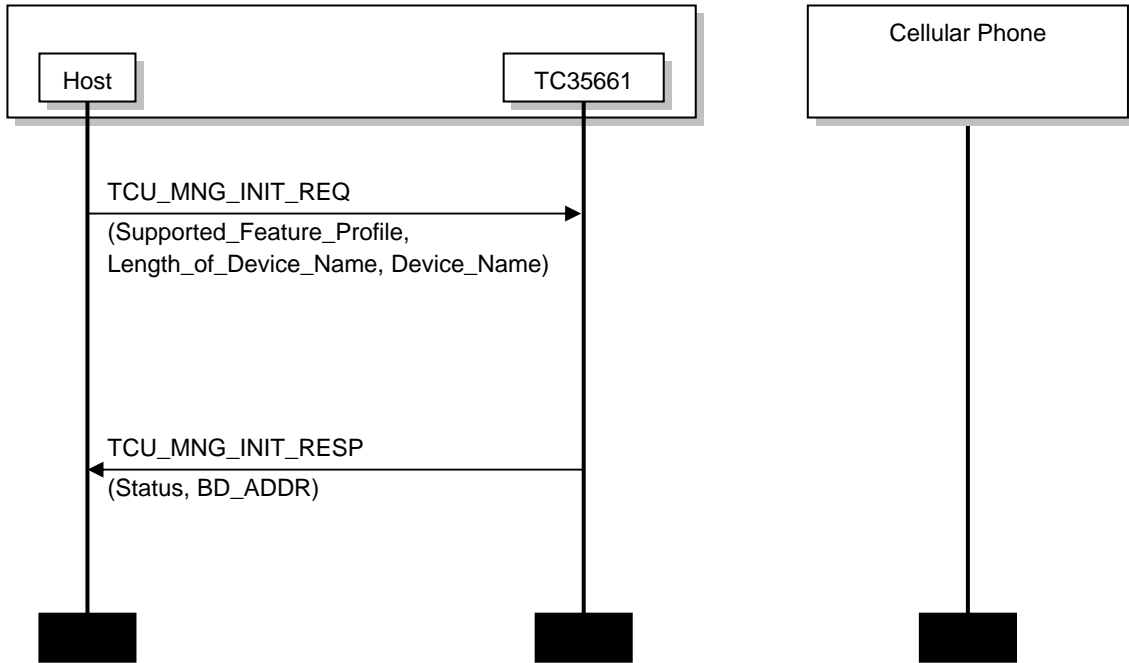 Cellular Phone
Host
TC35661
TCU_MNG_INIT_REQ
(Supported_Feature_Profile,
Length_of_Device_Name, Device_Name)
TCU_MNG_INIT_RESP
(Status, BD_ADDR)